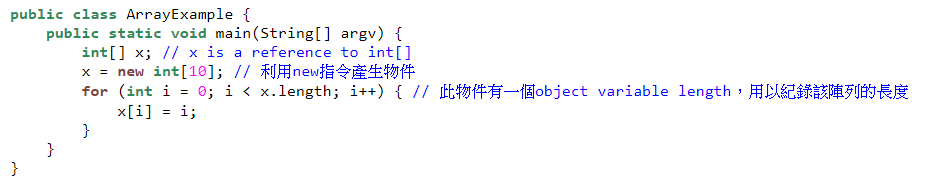 public class ArrayExample {
    public static void main(String[] argv) {
        int[] x; // x is a reference to int[]
        x = new int[10]; // 利用new指令產生物件
        for (int i = 0; i < x.length; i++) { // 此物件有一個object variable length，用以紀錄該陣列的長度
            x[i] = i;
        }
    }
}